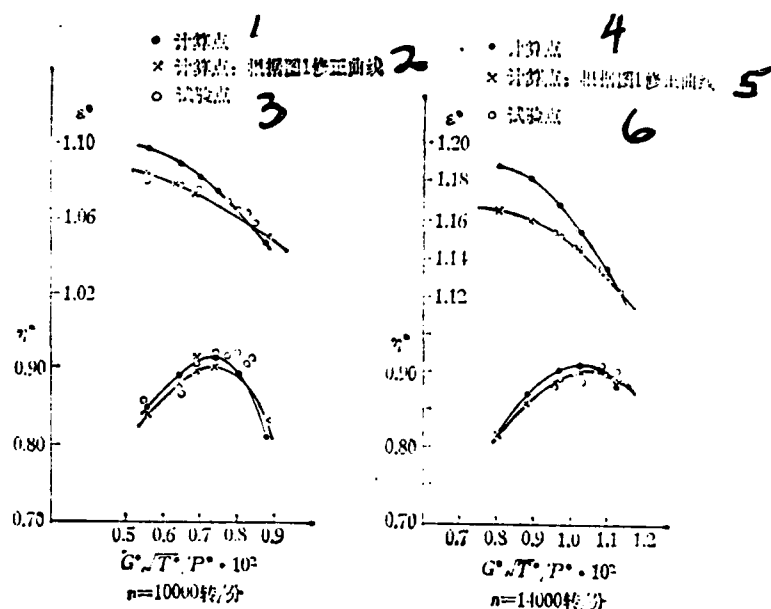 • 计算点 1
× 计算点：根据图1修正曲线 2
○ 试验点 3
ε*
1.10
1.06
1.02
η*
0.90
0.80
0.70
0.5 0.6 0.7 0.8 0.9
G*√T*/P* · 10²
n=10000转/分
• 计算点 4
× 计算点：根据图1修正曲线 5
○ 试验点 6
ε*
1.20
1.18
1.16
1.14
1.12
η*
0.90
0.80
0.70
0.7 0.8 0.9 1.0 1.1 1.2
G*√T*/P* · 10²
n=14000转/分